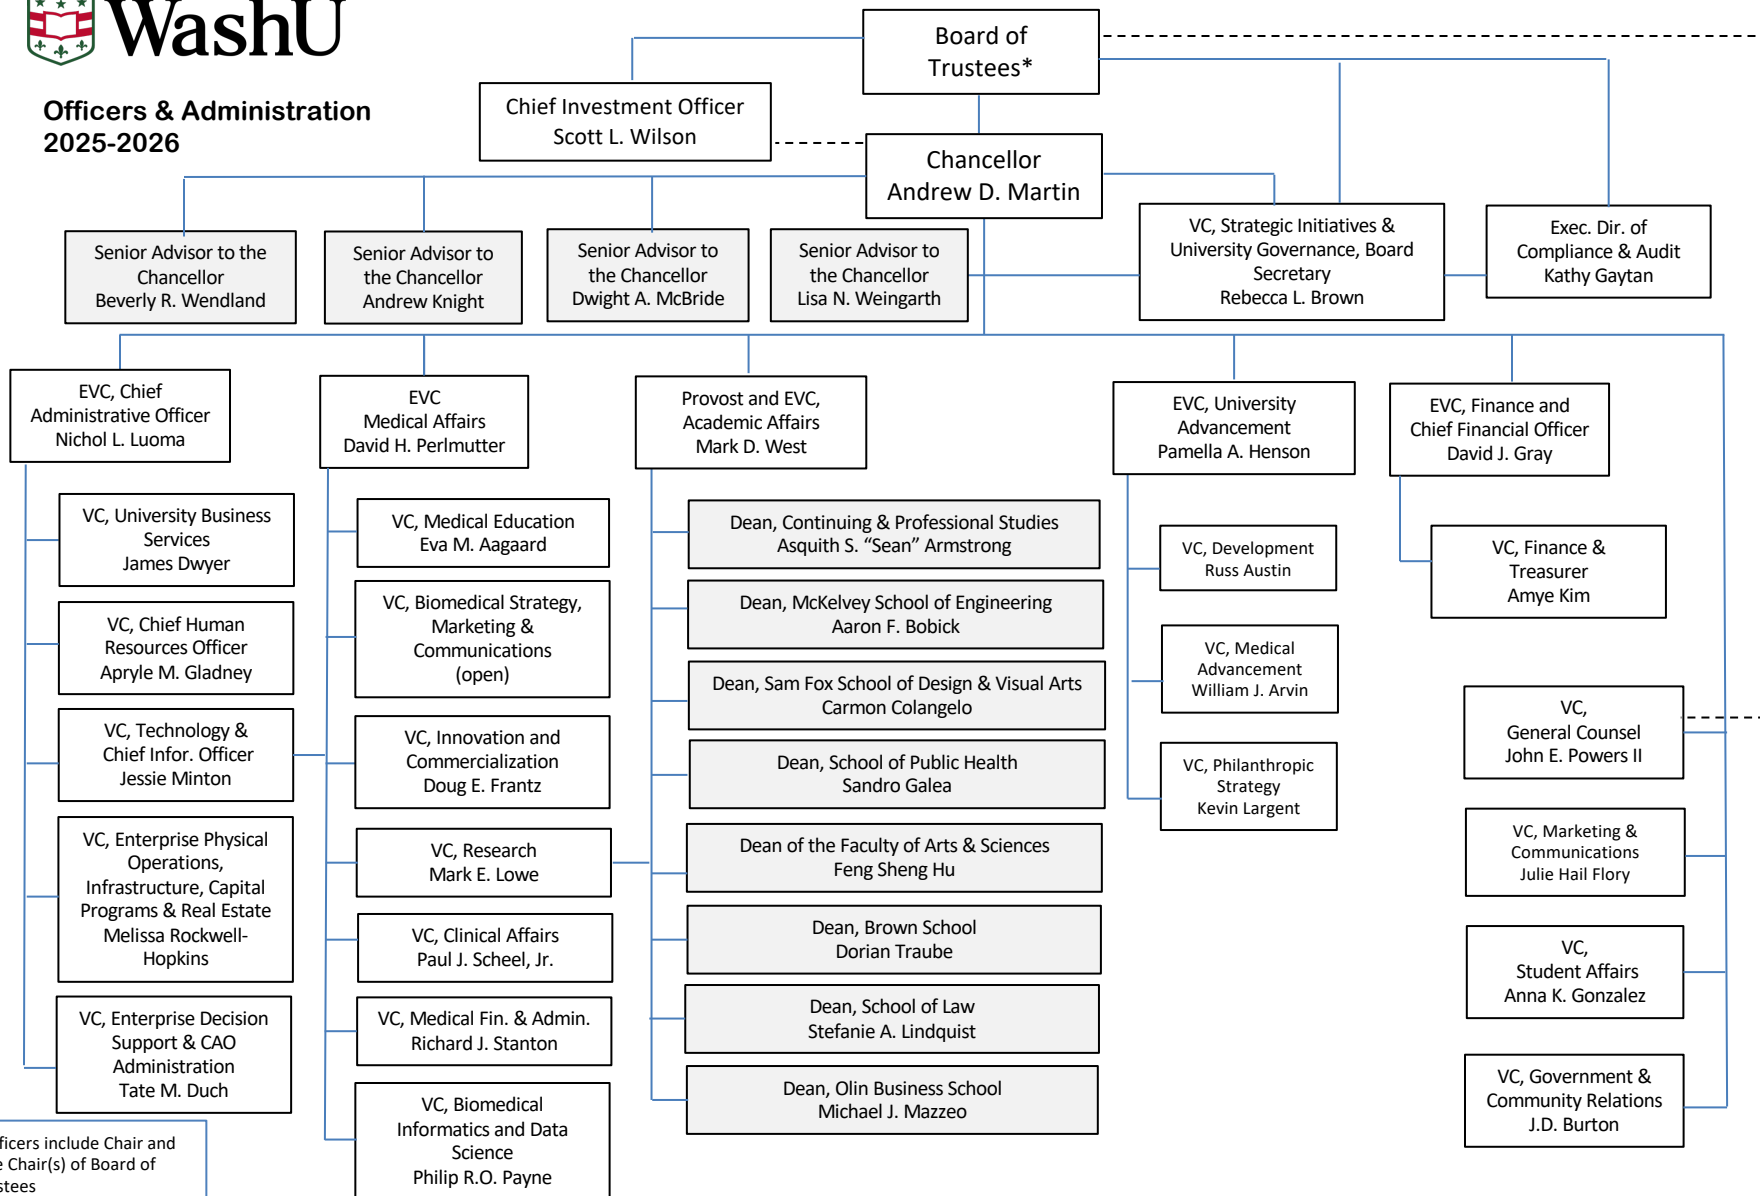 WashU
Officers & Administration
2025-2026
Board of
Trustees*
Chief Investment Officer
Scott L. Wilson
Chancellor
Andrew D. Martin
Senior Advisor to the
Chancellor
Beverly R. Wendland
Senior Advisor to
the Chancellor
Andrew Knight
Senior Advisor to
the Chancellor
Dwight A. McBride
Senior Advisor to
the Chancellor
Lisa N. Weingarth
VC, Strategic Initiatives &
University Governance, Board
Secretary
Rebecca L. Brown
Exec. Dir. of
Compliance & Audit
Kathy Gaytan
EVC, Chief
Administrative Officer
Nichol L. Luoma
VC, University Business
Services
James Dwyer
VC, Chief Human
Resources Officer
Apryle M. Gladney
VC, Technology &
Chief Infor. Officer
Jessie Minton
VC, Enterprise Physical
Operations,
Infrastructure, Capital
Programs & Real Estate
Melissa Rockwell-
Hopkins
VC, Enterprise Decision
Support & CAO
Administration
Tate M. Duch
EVC
Medical Affairs
David H. Perlmutter
VC, Medical Education
Eva M. Aagaard
VC, Biomedical Strategy,
Marketing &
Communications
(open)
VC, Innovation and
Commercialization
Doug E. Frantz
VC, Research
Mark E. Lowe
VC, Clinical Affairs
Paul J. Scheel, Jr.
VC, Medical Fin. & Admin.
Richard J. Stanton
VC, Biomedical
Informatics and Data
Science
Philip R.O. Payne
Provost and EVC,
Academic Affairs
Mark D. West
Dean, Continuing & Professional Studies
Asquith S. “Sean” Armstrong
Dean, McKelvey School of Engineering
Aaron F. Bobick
Dean, Sam Fox School of Design & Visual Arts
Carmon Colangelo
Dean, School of Public Health
Sandro Galea
Dean of the Faculty of Arts & Sciences
Feng Sheng Hu
Dean, Brown School
Dorian Traube
Dean, School of Law
Stefanie A. Lindquist
Dean, Olin Business School
Michael J. Mazzeo
EVC, University
Advancement
Pamella A. Henson
VC, Development
Russ Austin
VC, Medical
Advancement
William J. Arvin
VC, Philanthropic
Strategy
Kevin Largent
EVC, Finance and
Chief Financial Officer
David J. Gray
VC, Finance &
Treasurer
Amye Kim
VC,
General Counsel
John E. Powers II
VC, Marketing &
Communications
Julie Hail Flory
VC,
Student Affairs
Anna K. Gonzalez
VC, Government &
Community Relations
J.D. Burton
ficers include Chair and
e Chair(s) of Board of
stees